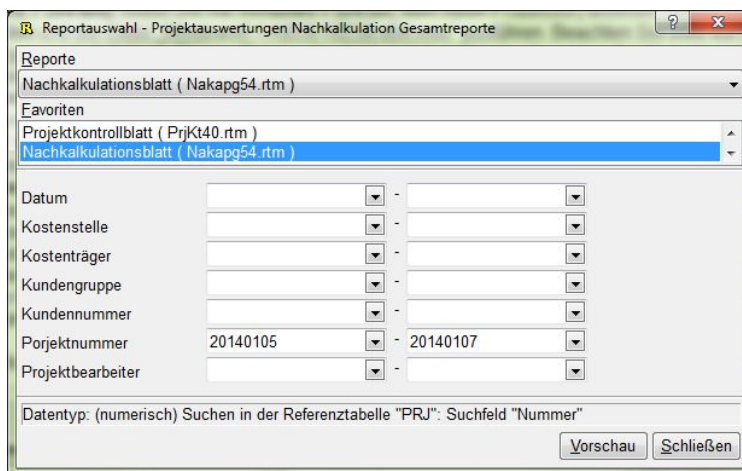 Reportauswahl - Projektauswertungen Nachkalkulation Gesamtreporte
Reporte
Nachkalkulationsblatt ( Nakapg54.rtm )
Favoriten
Projektkontrollblatt ( PrjKt40.rtm )
Nachkalkulationsblatt ( Nakapg54.rtm )
Datum -
Kostenstelle -
Kostenträger -
Kundengruppe -
Kundennummer -
Porjektnummer 20140105 - 20140107
Projektbearbeiter -
Datentyp: (numerisch) Suchen in der Referenztabelle "PRJ": Suchfeld "Nummer"
Vorschau Schließen